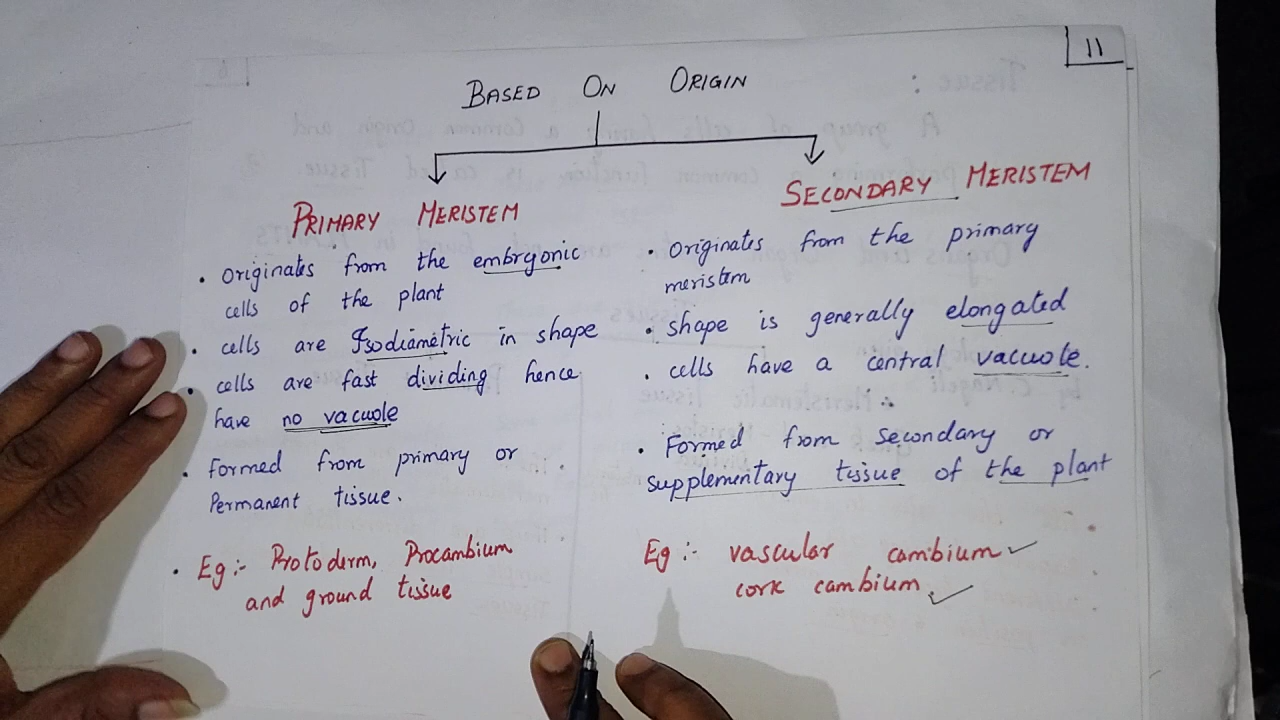 11
BASED ON ORIGIN
PRIMARY MERISTEM
• Originates from the embryonic
cells of the plant
• cells are Isodiametric in shape
• cells are fast dividing hence
have no vacuole
• Formed from primary or
Permanent tissue.
• Eg:- Protoderm, Procambium
and ground tissue
SECONDARY MERISTEM
• Originates from the primary
meristem
• shape is generally elongated
• cells have a central vacuole.
• Formed from secondary or
supplementary tissue of the plant
Eg:- vascular cambium
cork cambium